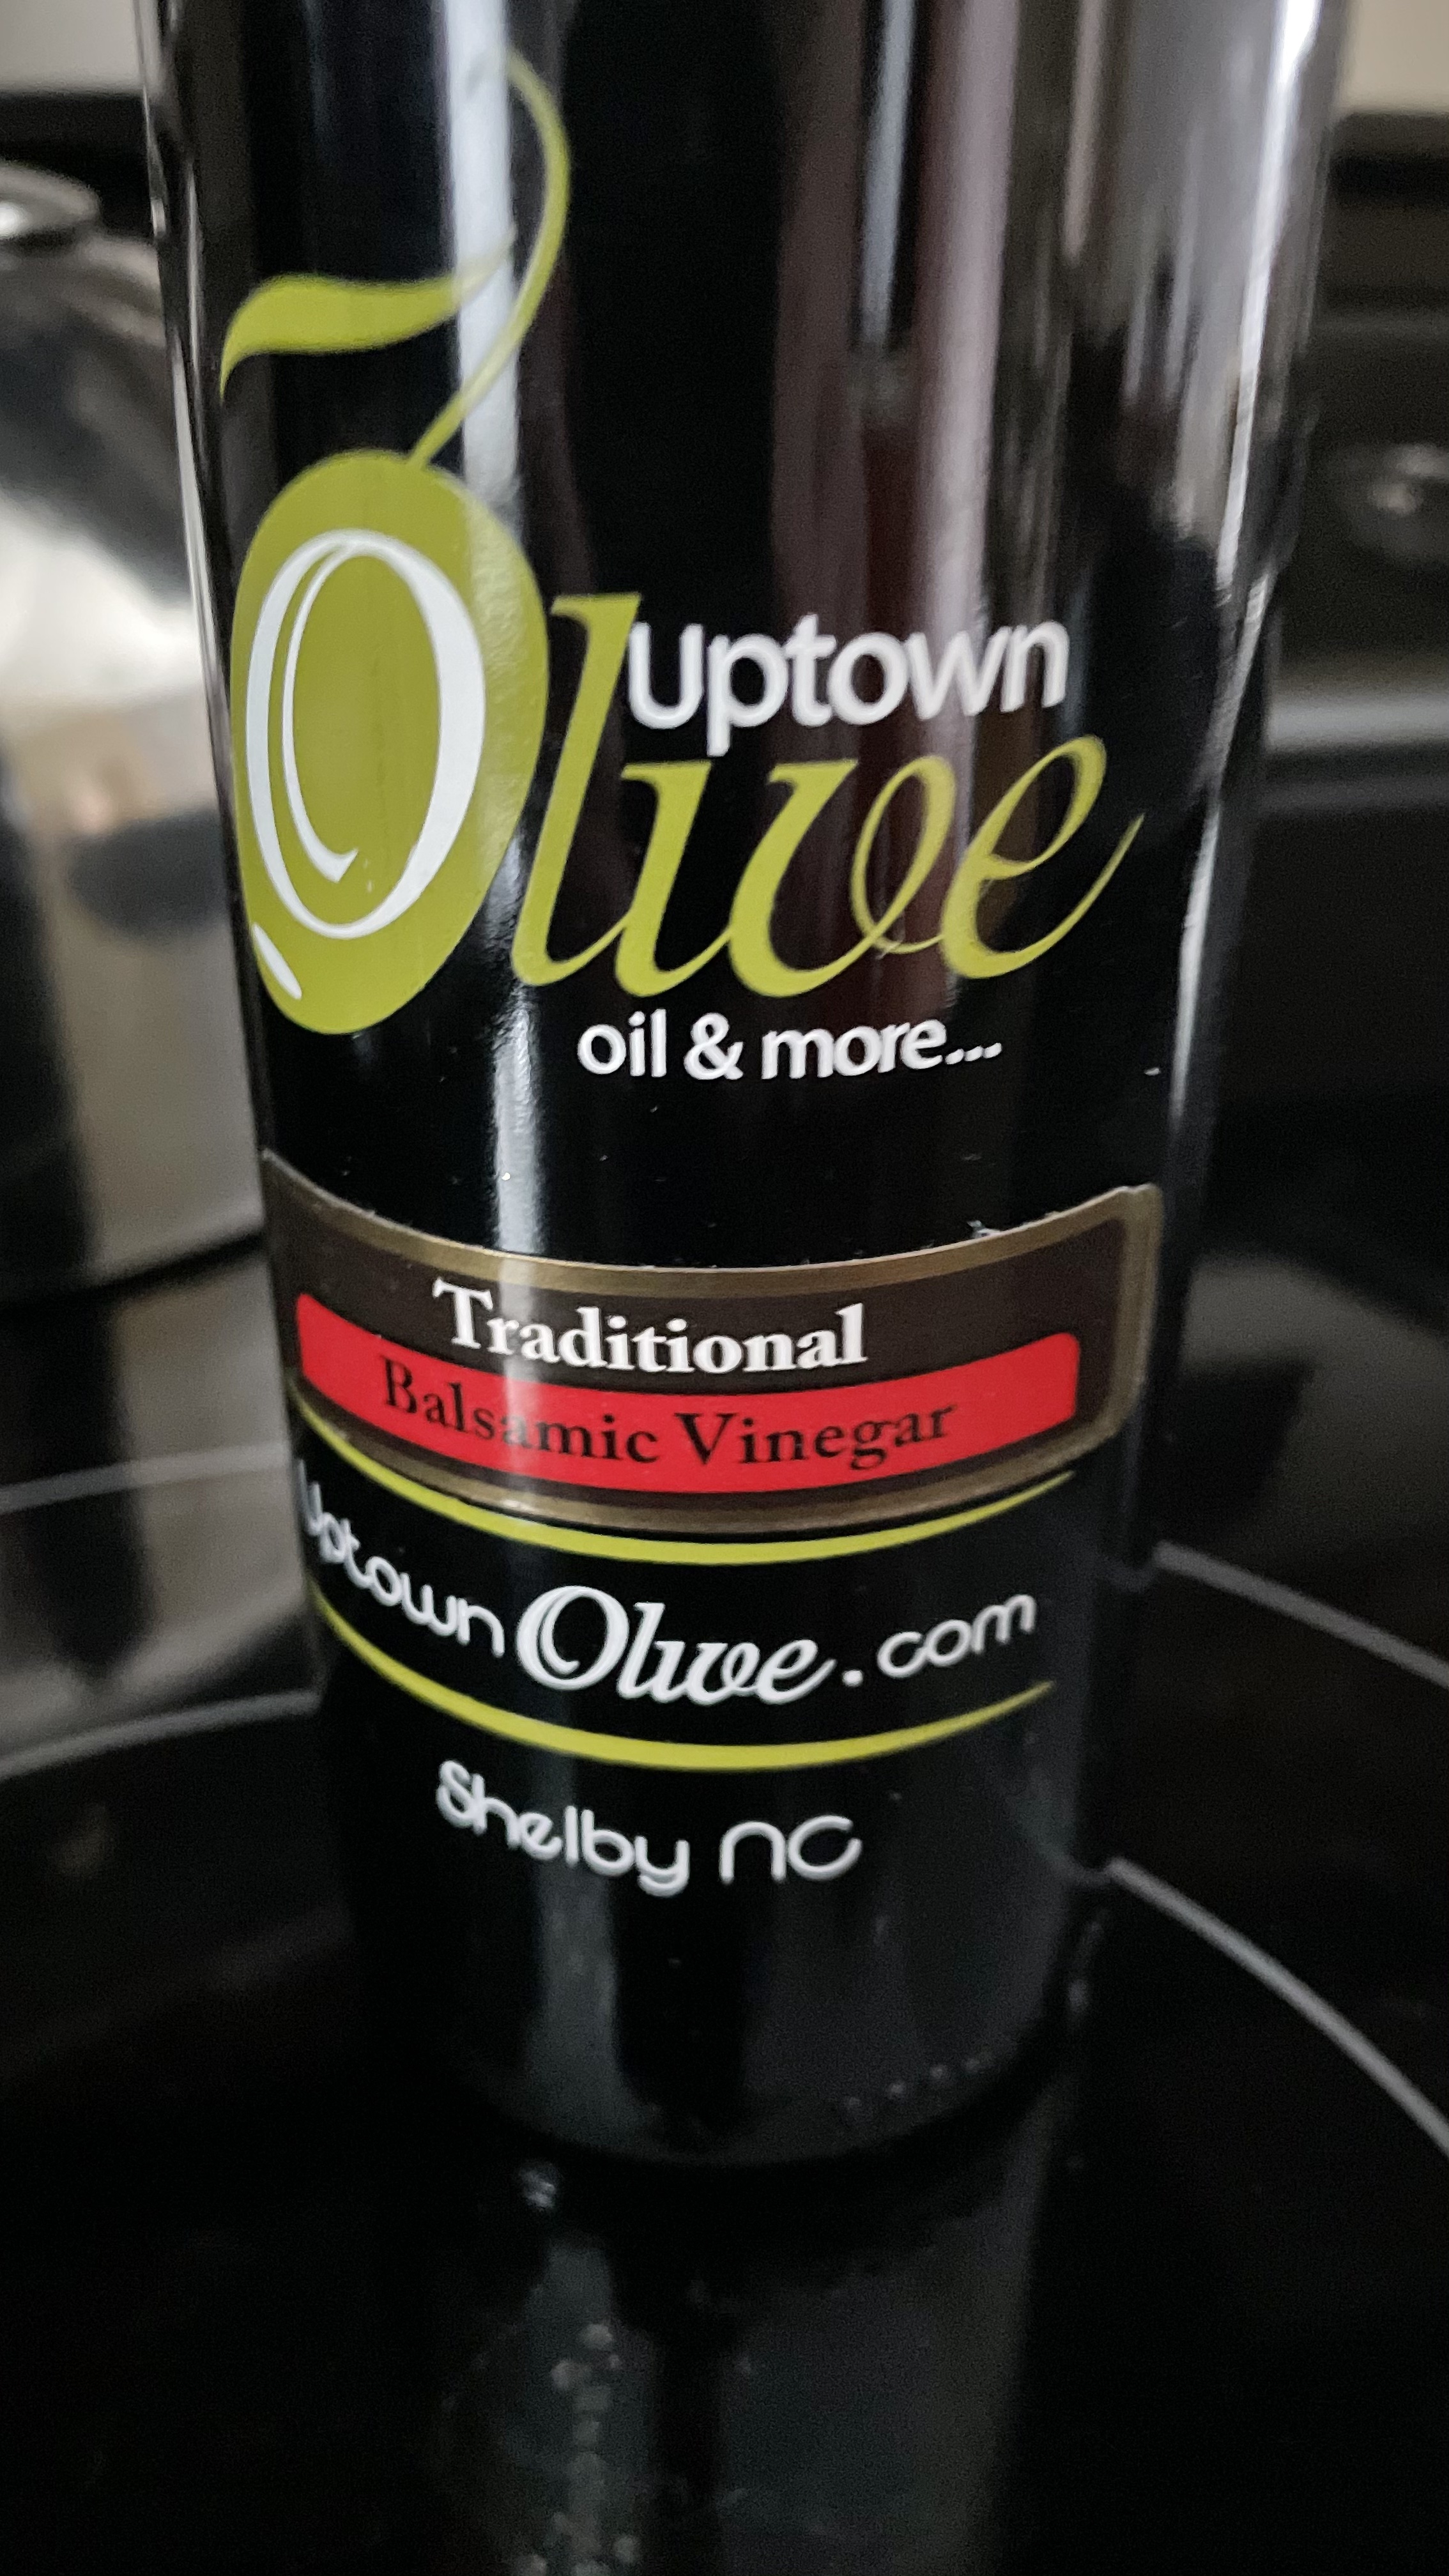 Uptown
Olive
oil & more...
Traditional
Balsamic Vinegar
UptownOlive.com
Shelby NC